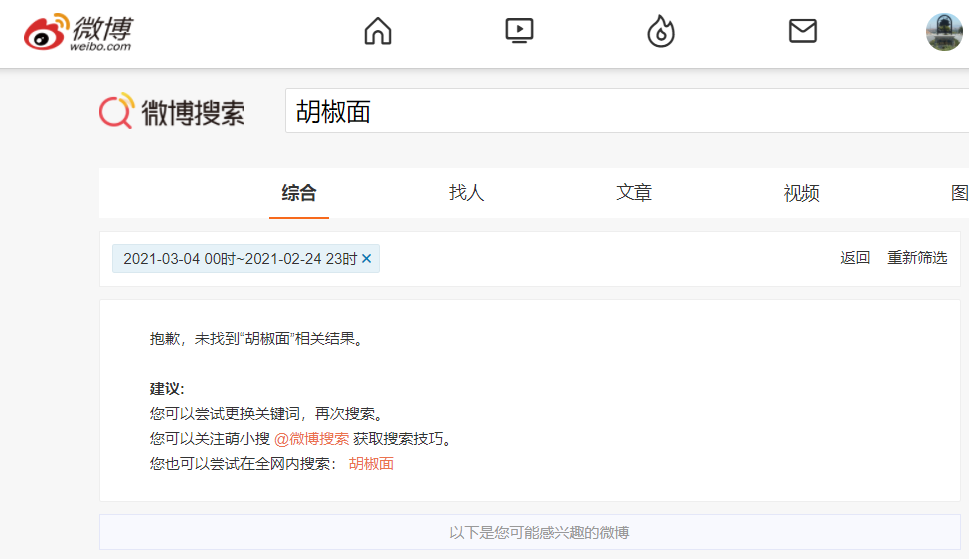 微博
weibo.com
微博搜索
胡椒面
综合 找人 文章 视频 图
2021-03-04 00时~2021-02-24 23时 ×
返回 重新筛选
抱歉，未找到“胡椒面”相关结果。
建议:
您可以尝试更换关键词，再次搜索。
您可以关注萌小搜 @微博搜索 获取搜索技巧。
您也可以尝试在全网内搜索： 胡椒面
以下是您可能感兴趣的微博